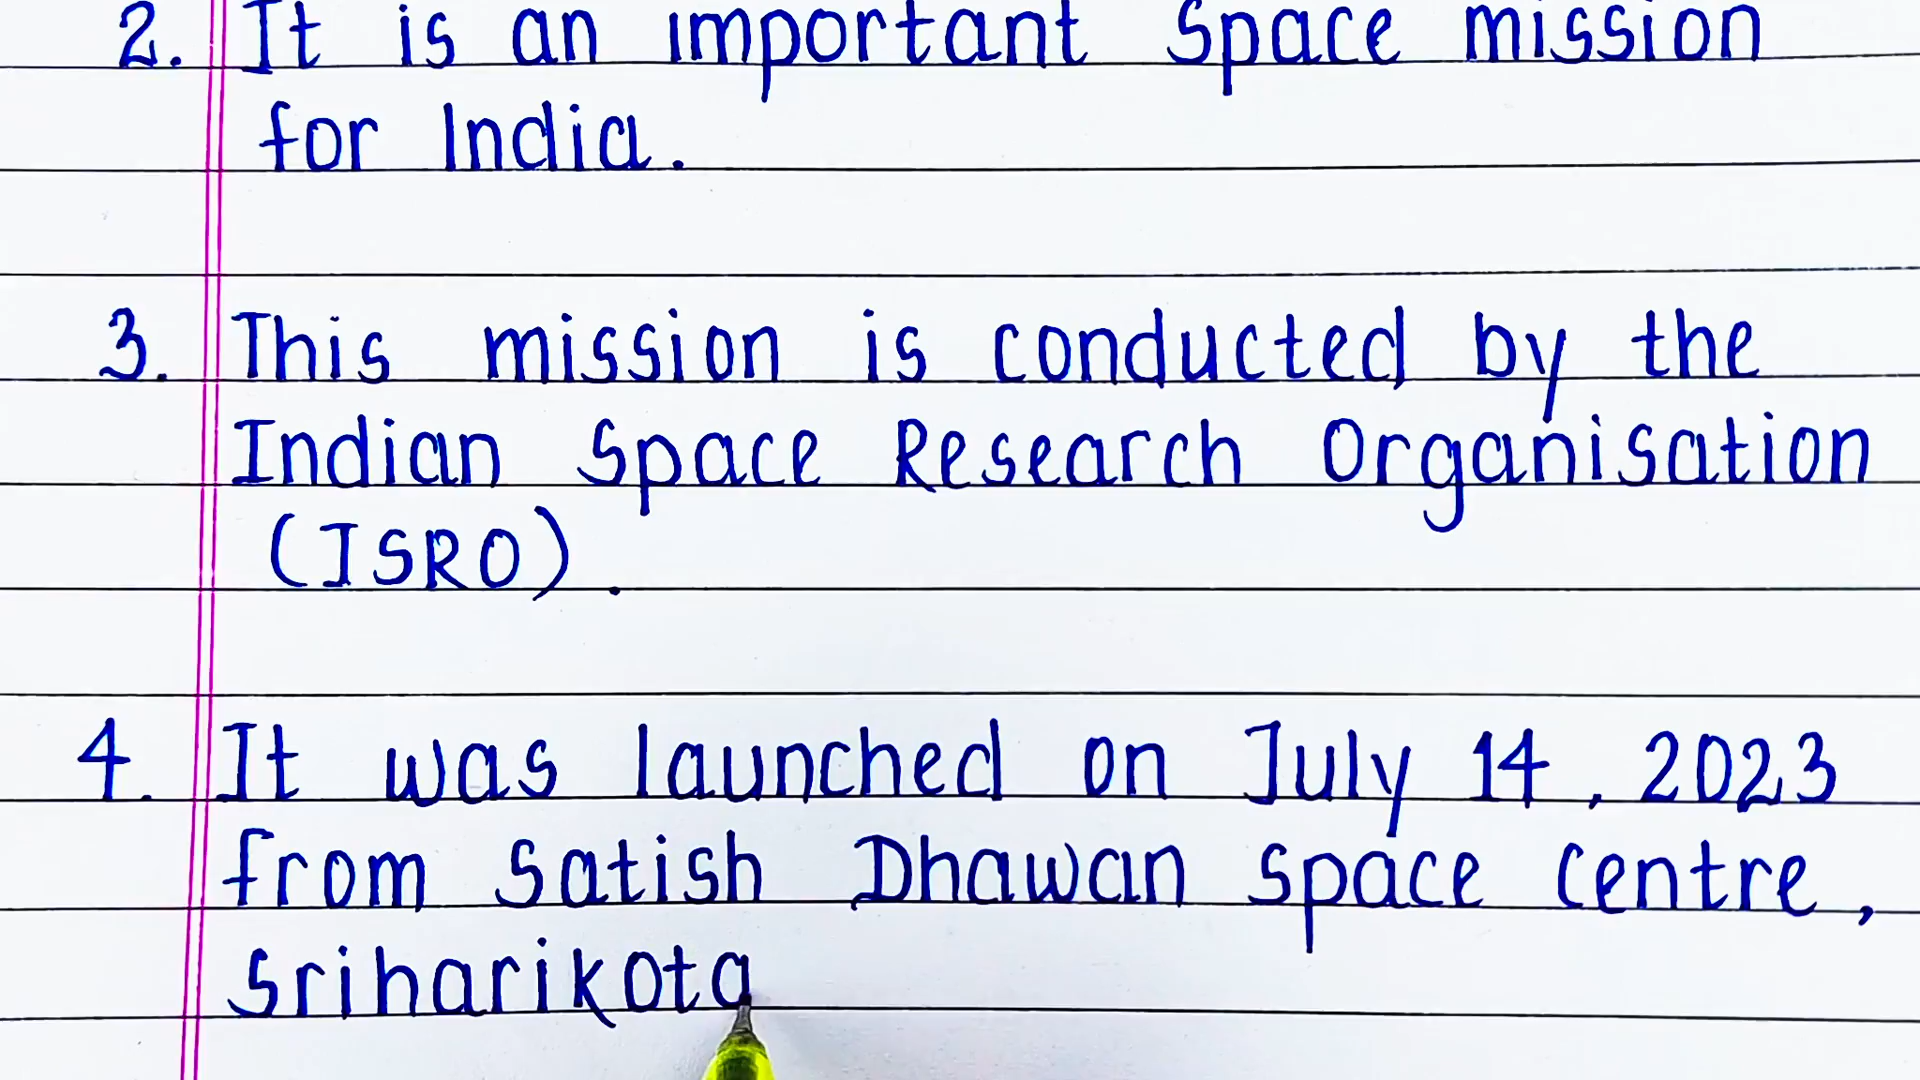 2. It is an important Space mission
for India.
3. This mission is conducted by the
Indian Space Research Organisation
(ISRO).
4. It was launched on July 14, 2023
from Satish Dhawan Space Centre,
Sriharikota